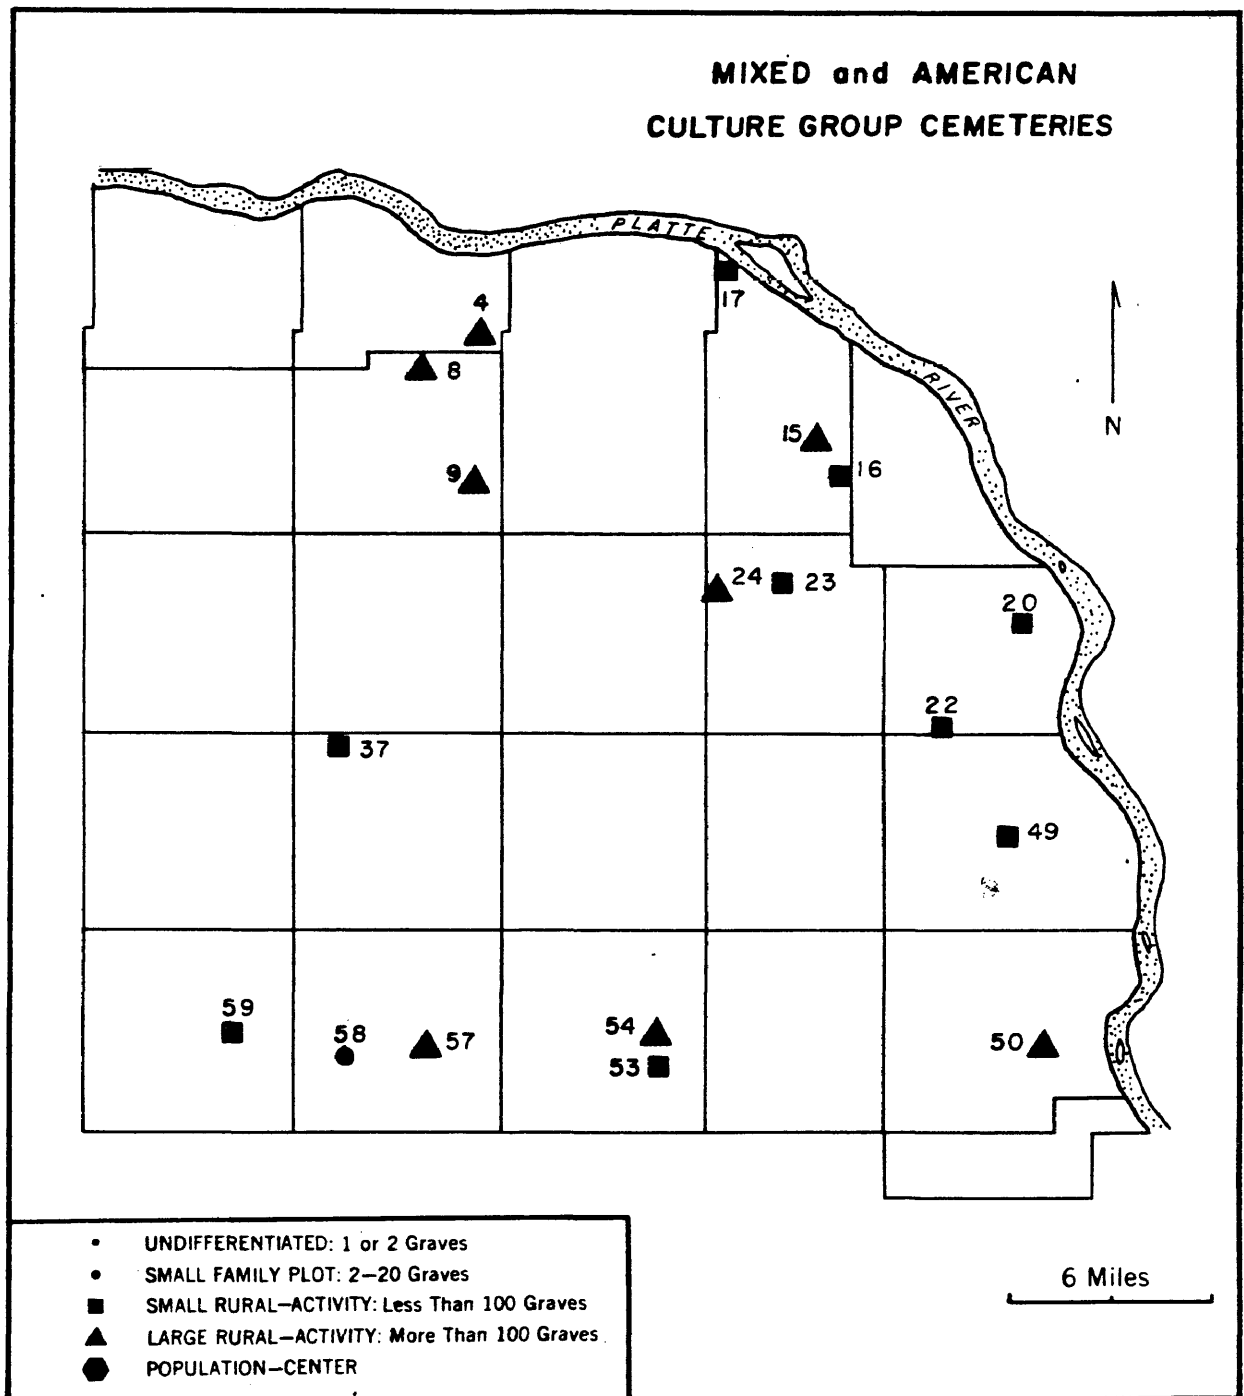 MIXED and AMERICAN
CULTURE GROUP CEMETERIES
PLATTE
17
4
8
RIVER
N
15
16
9
24
23
20
22
37
49
59
58
57
54
53
50
UNDIFFERENTIATED: 1 or 2 Graves
SMALL FAMILY PLOT: 2–20 Graves
SMALL RURAL–ACTIVITY: Less Than 100 Graves
LARGE RURAL–ACTIVITY: More Than 100 Graves
POPULATION–CENTER
6 Miles